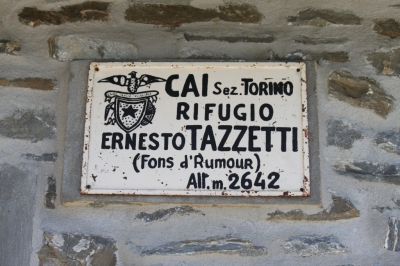 CAI Sez. TORINO
RIFUGIO
ERNESTO TAZZETTI
(Fons d'Rumour)
Alt. m. 2642